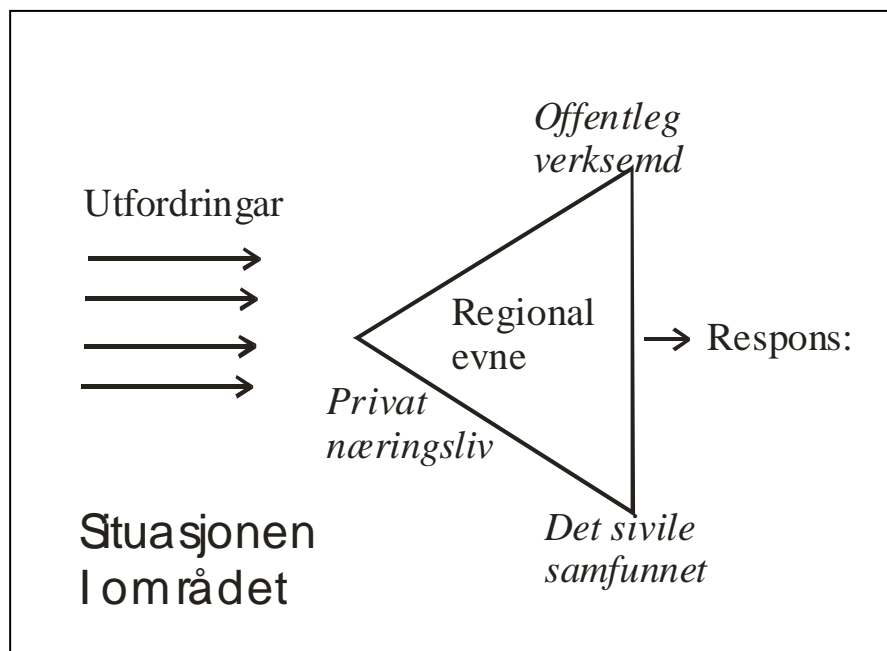 Offentleg
verksemd
Utfordringar
Regional
evne
Respons:
Privat
næringsliv
Situasjonen
I området
Det sivile
samfunnet